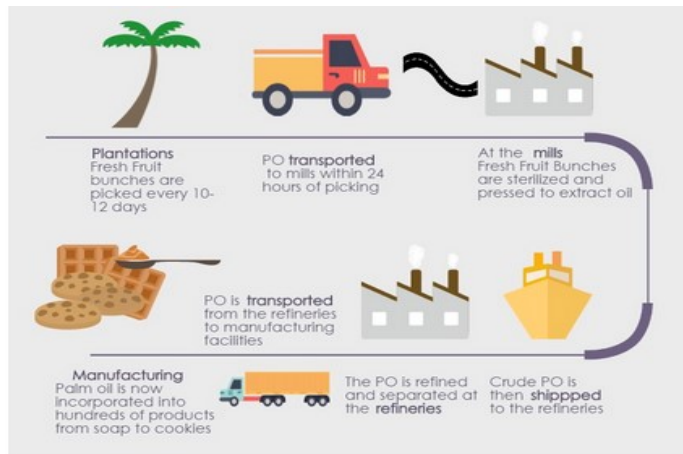 Plantations
Fresh Fruit
bunches are
picked every 10-
12 days
PO transported
to mills within 24
hours of picking
At the mills
Fresh Fruit Bunches
are sterilized and
pressed to extract oil
Crude PO is
then shippped
to the refineries
The PO is refined
and separated at
the refineries
PO is transported
from the refineries
to manufacturing
facilities
Manufacturing
Palm oil is now
incorporated into
hundreds of products
from soap to cookies